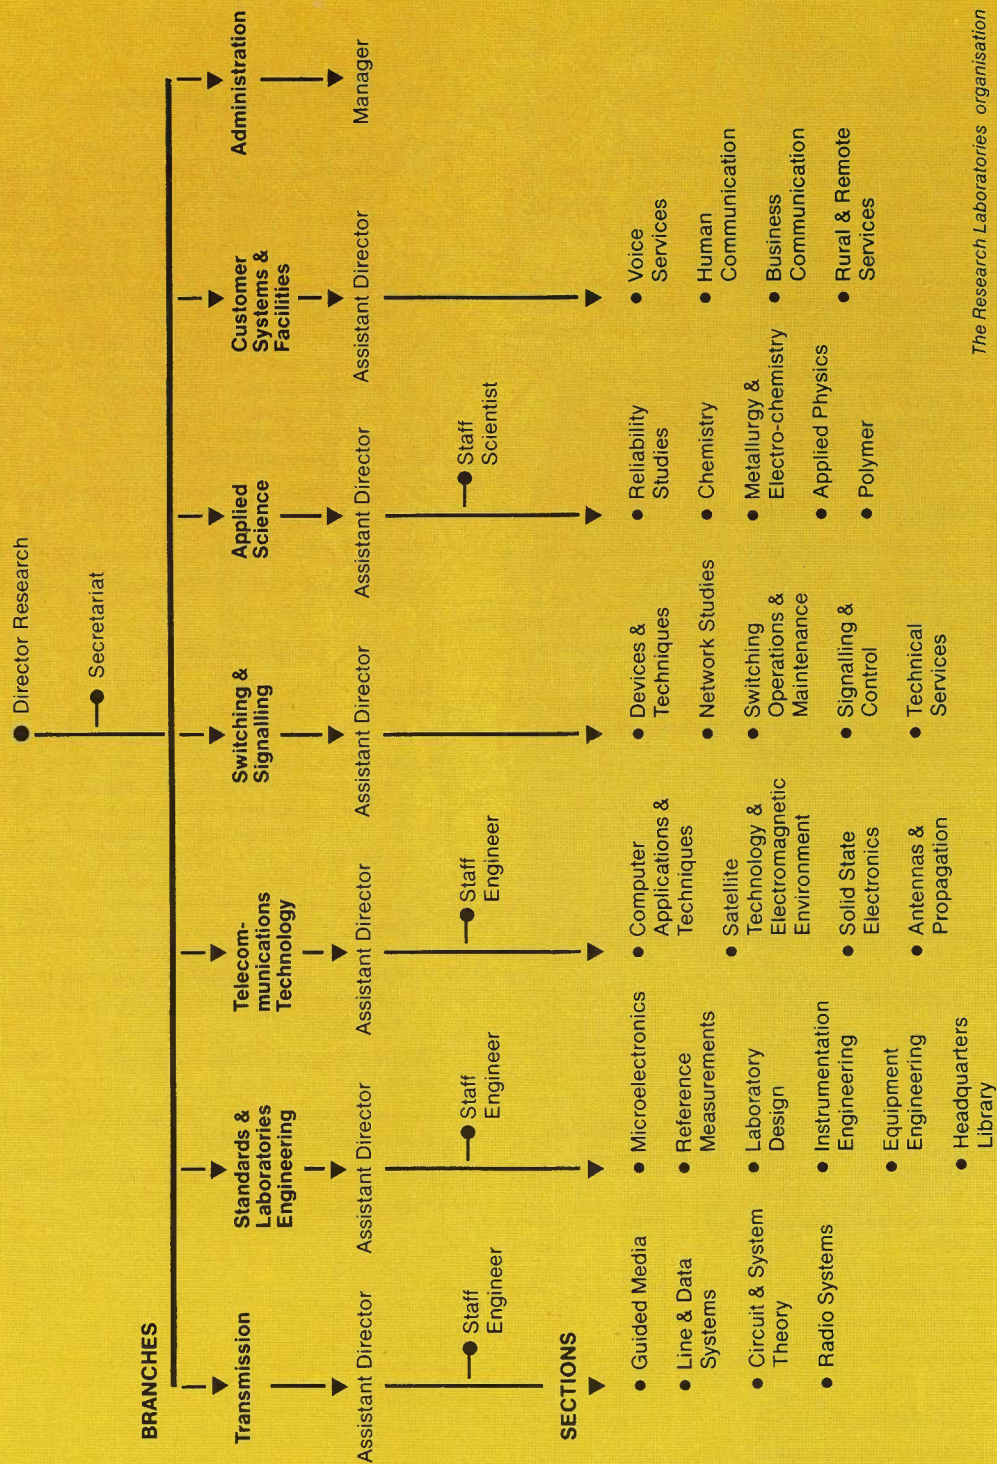 Director Research
Secretariat
BRANCHES
Transmission
Assistant Director
Staff
Engineer
SECTIONS
Guided Media
Line & Data
Systems
Circuit & System
Theory
Radio Systems
Standards &
Laboratories
Engineering
Assistant Director
Staff
Engineer
Microelectronics
Reference
Measurements
Laboratory
Design
Instrumentation
Engineering
Equipment
Engineering
Headquarters
Library
Telecom-
munications
Technology
Assistant Director
Staff
Engineer
Computer
Applications &
Techniques
Satellite
Technology &
Electromagnetic
Environment
Solid State
Electronics
Antennas &
Propagation
Switching &
Signalling
Assistant Director
Devices &
Techniques
Network Studies
Switching
Operations &
Maintenance
Signalling &
Control
Technical
Services
Applied
Science
Assistant Director
Staff
Scientist
Reliability
Studies
Chemistry
Metallurgy &
Electro-chemistry
Applied Physics
Polymer
Customer
Systems &
Facilities
Assistant Director
Voice
Services
Human
Communication
Business
Communication
Rural & Remote
Services
Administration
Manager
The Research Laboratories organisation